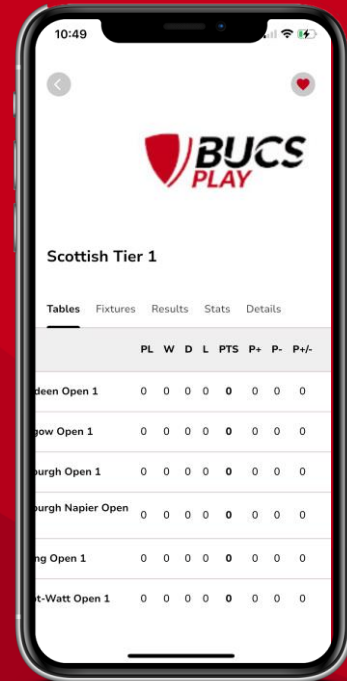 10:49
BUCS
PLAY
Scottish Tier 1
Tables Fixtures Results Stats Details
PL W D L PTS P+ P- P+/-
deen Open 1 0 0 0 0 0 0 0 0
gow Open 1 0 0 0 0 0 0 0 0
burgh Open 1 0 0 0 0 0 0 0 0
burgh Napier Open 0 0 0 0 0 0 0 0
ng Open 1 0 0 0 0 0 0 0 0
t-Watt Open 1 0 0 0 0 0 0 0 0